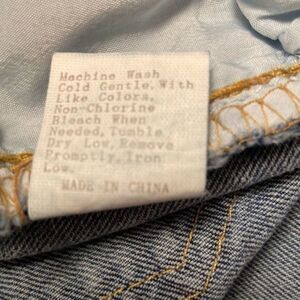 Machine Wash
Cold Gentle, With
Like Colors,
Non-Chlorine
Bleach When
Needed, Tumble
Dry Low, Remove
Promptly, Iron
Low.
MADE IN CHINA